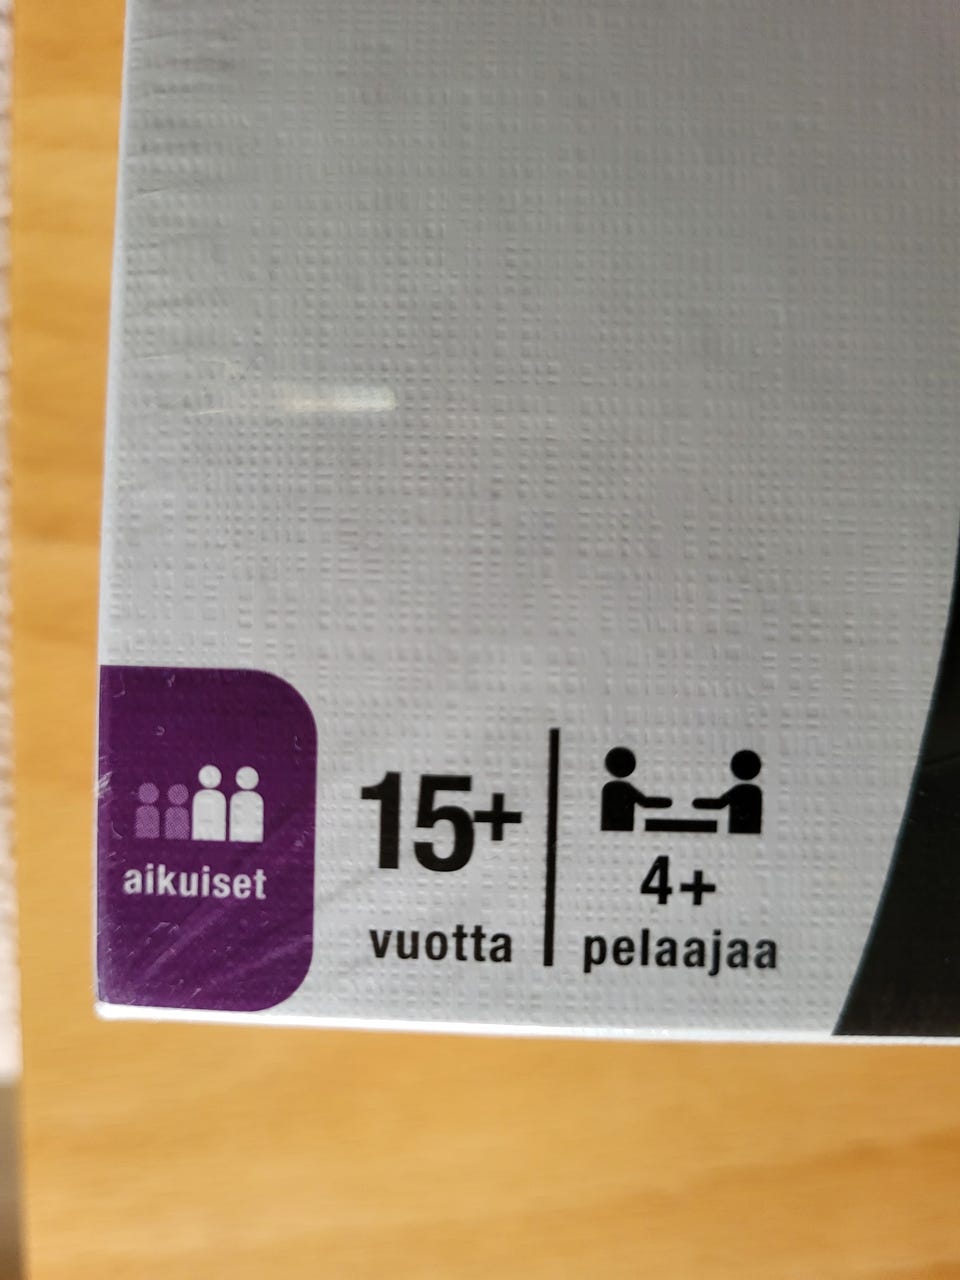 aikuiset
15+
vuotta
4+
pelaajaa